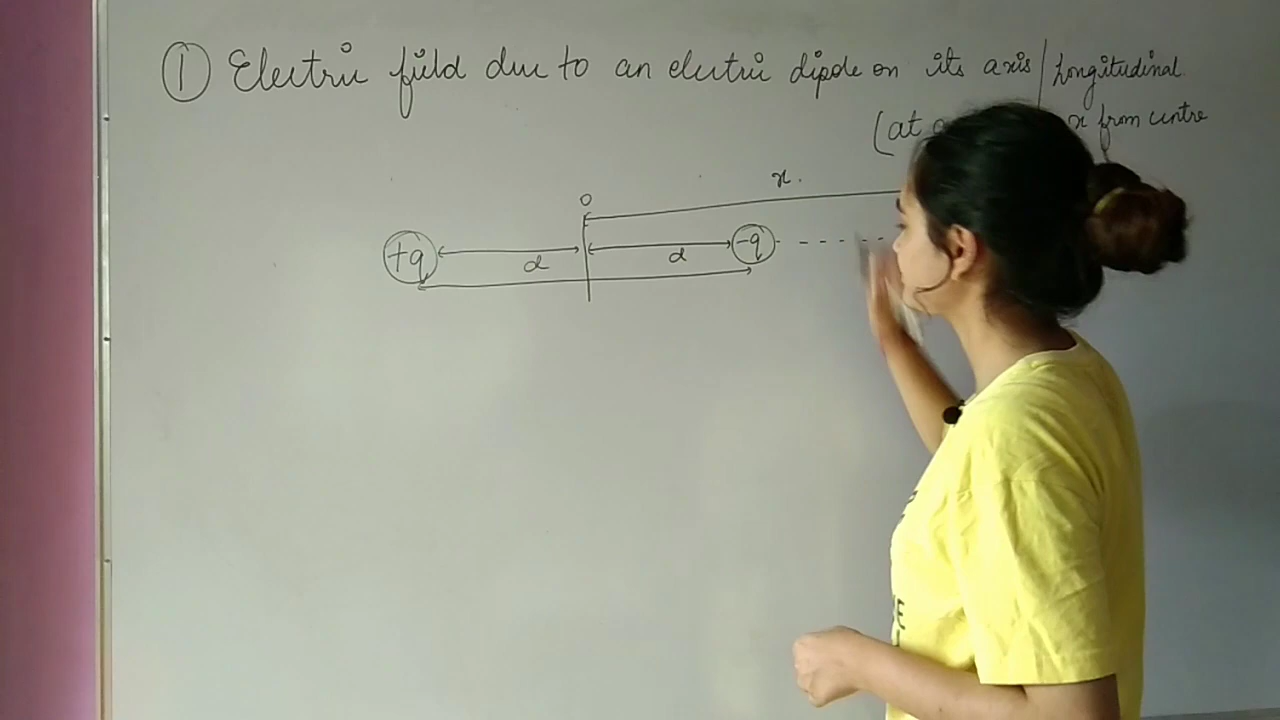 ① Electric field due to an electric dipole on its axis | Longitudinal.
(at x from centre
x.
O
+q d d -q